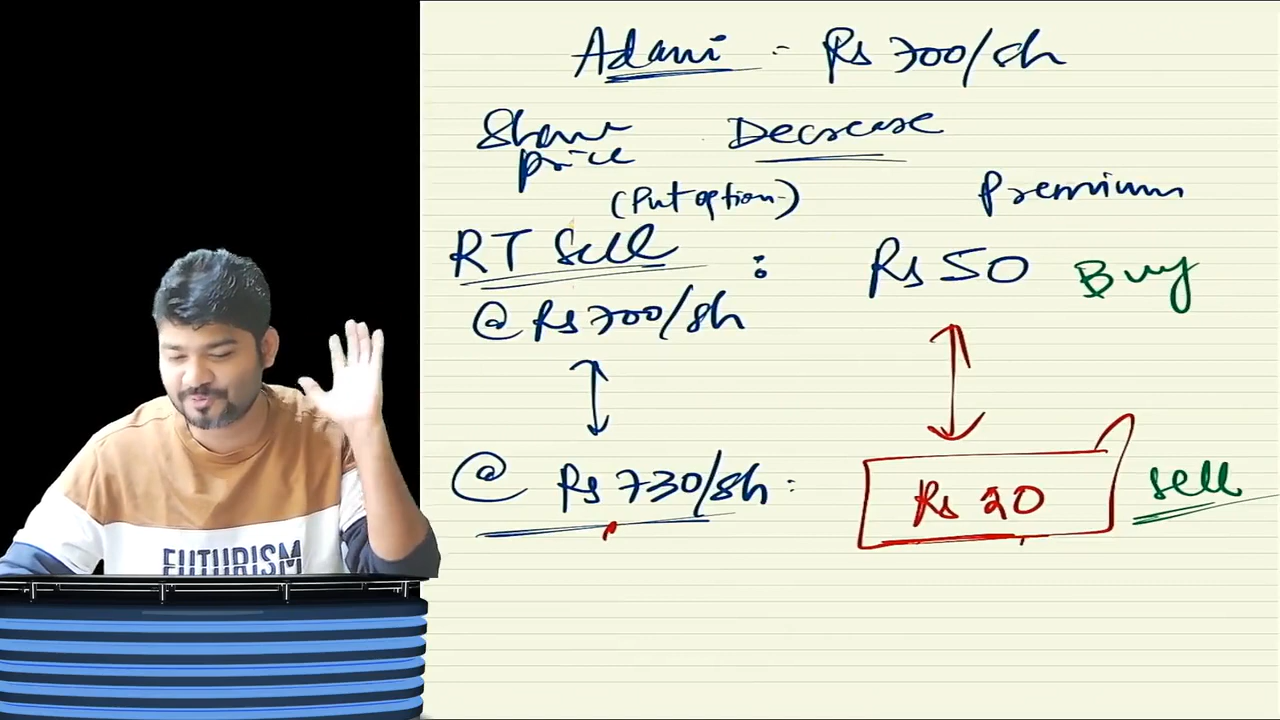 Adani - Rs 700/sh
Share price Decrease
(Put option)
Premium
RT Sell : Rs 50 Buy
@ Rs 700/sh
@ Rs 730/sh : Rs 20 Sell
FUTURISM